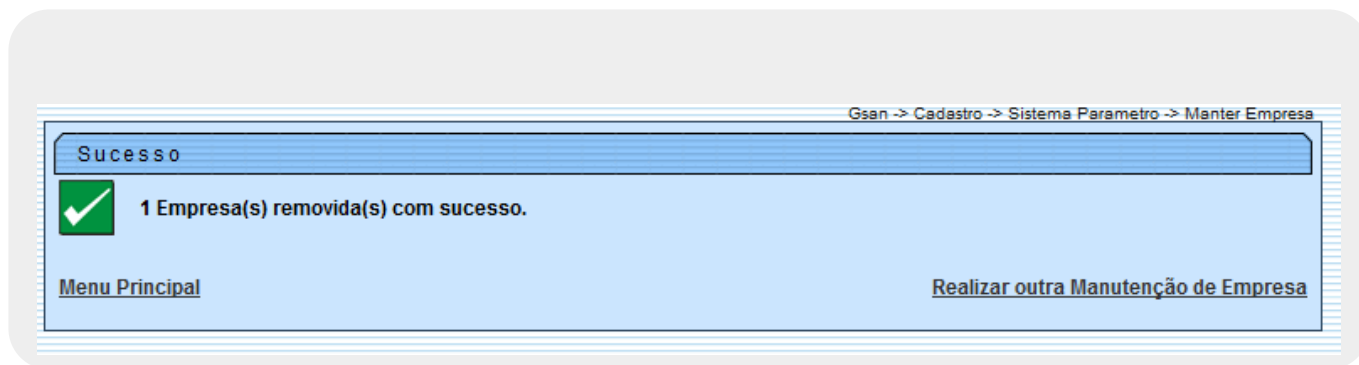 Gsan -> Cadastro -> Sistema Parametro -> Manter Empresa
Sucesso
1 Empresa(s) removida(s) com sucesso.
Menu Principal
Realizar outra Manutenção de Empresa